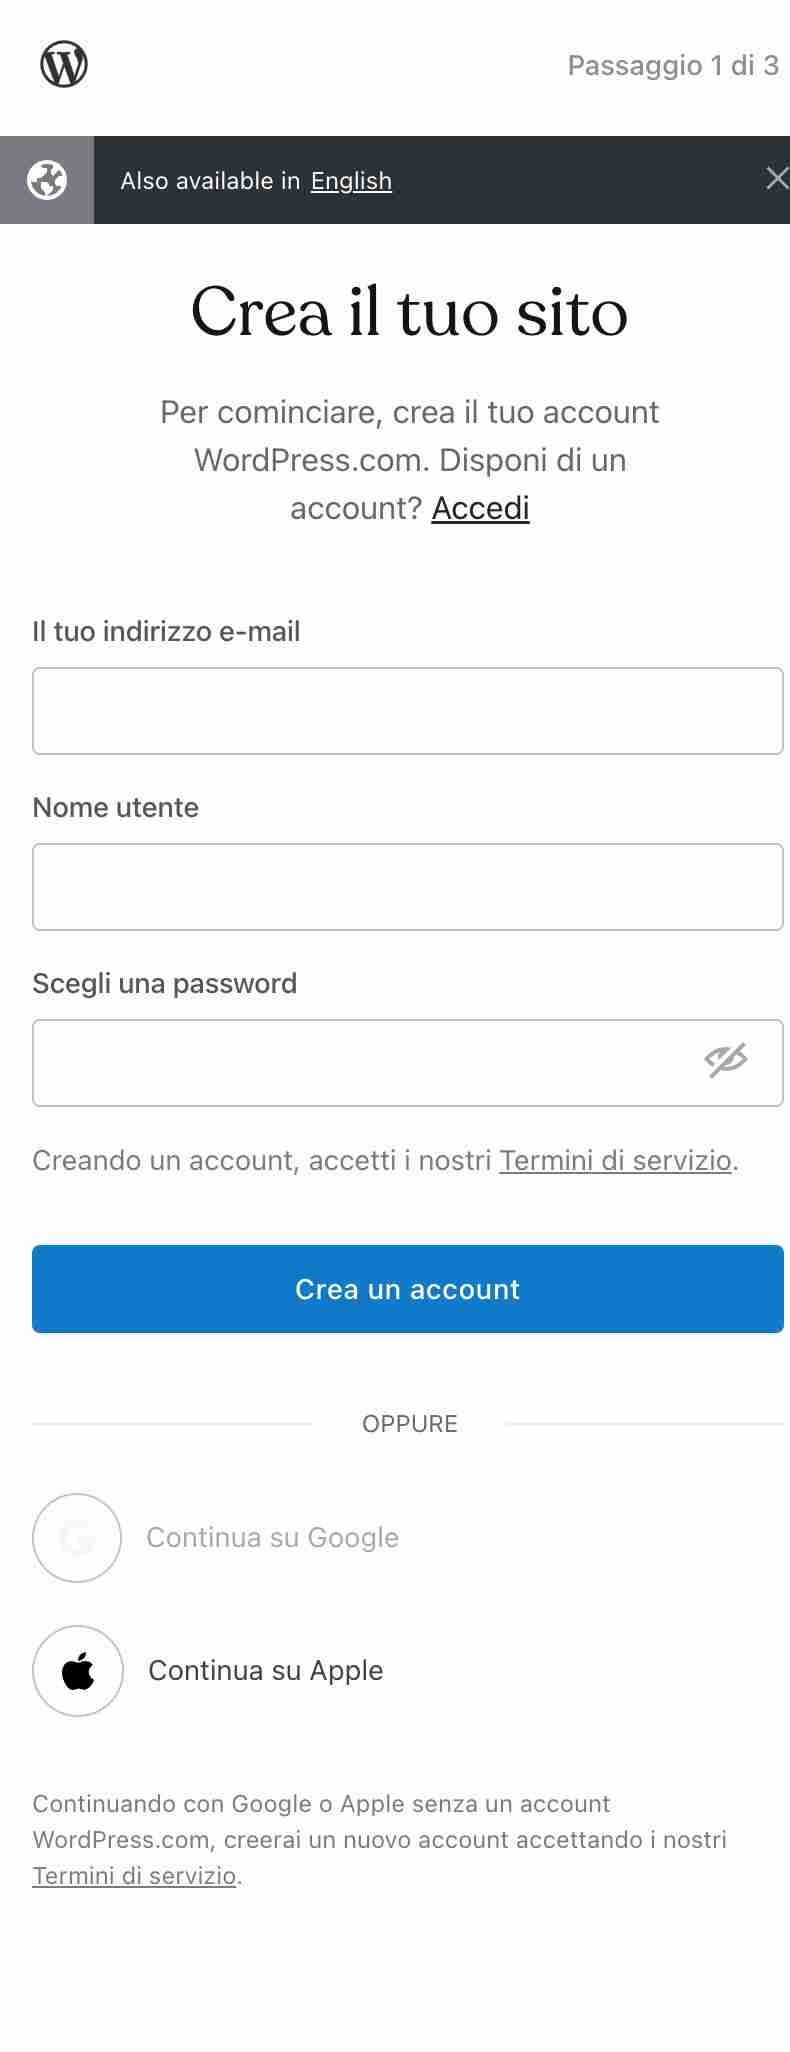 Passaggio 1 di 3
Also available in English
Crea il tuo sito
Per cominciare, crea il tuo account
WordPress.com. Disponi di un
account? Accedi
Il tuo indirizzo e-mail
Nome utente
Scegli una password
Creando un account, accetti i nostri Termini di servizio.
Crea un account
OPPURE
Continua su Google
Continua su Apple
Continuando con Google o Apple senza un account
WordPress.com, creerai un nuovo account accettando i nostri
Termini di servizio.